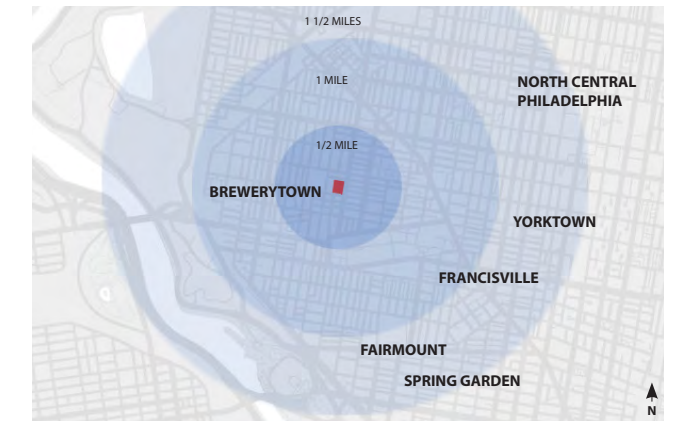 1 1/2 MILES
1 MILE
NORTH CENTRAL
PHILADELPHIA
1/2 MILE
BREWERYTOWN
YORKTOWN
FRANCISVILLE
FAIRMOUNT
SPRING GARDEN
N